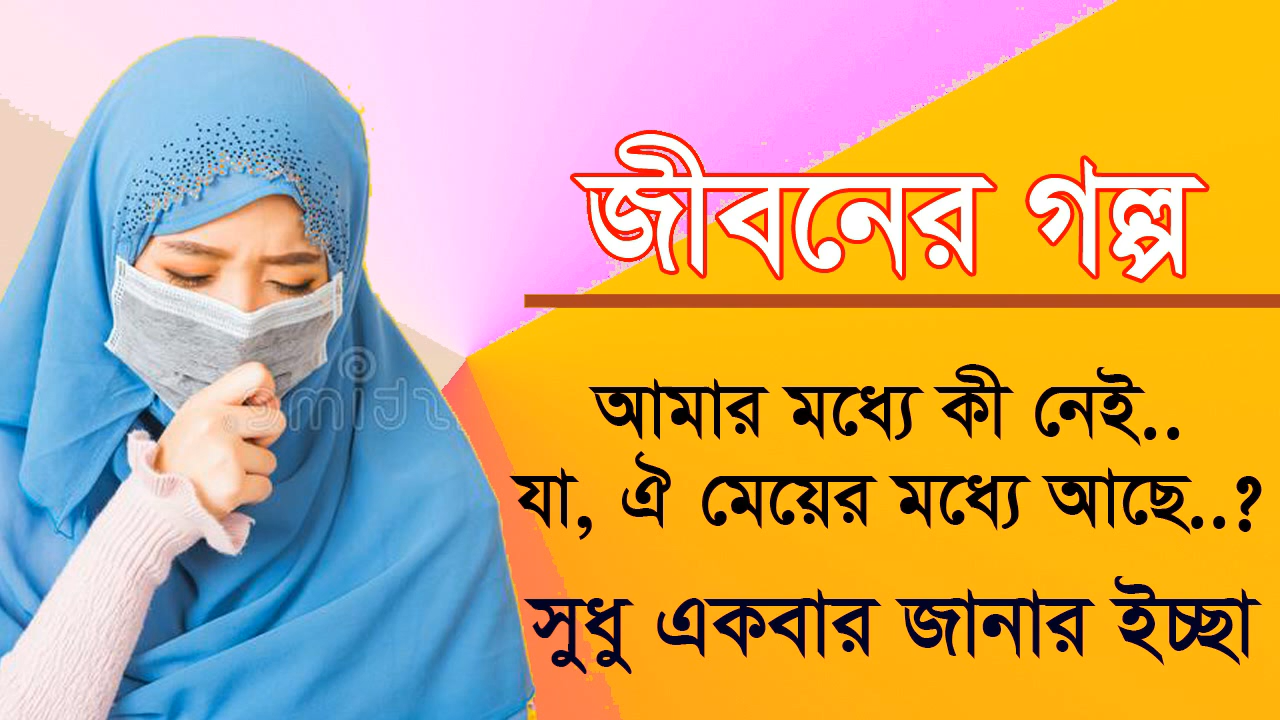 জীবনের গল্প
আমার মধ্যে কী নেই..
যা, ঐ মেয়ের মধ্যে আছে..?
সুধু একবার জানার ইচ্ছা